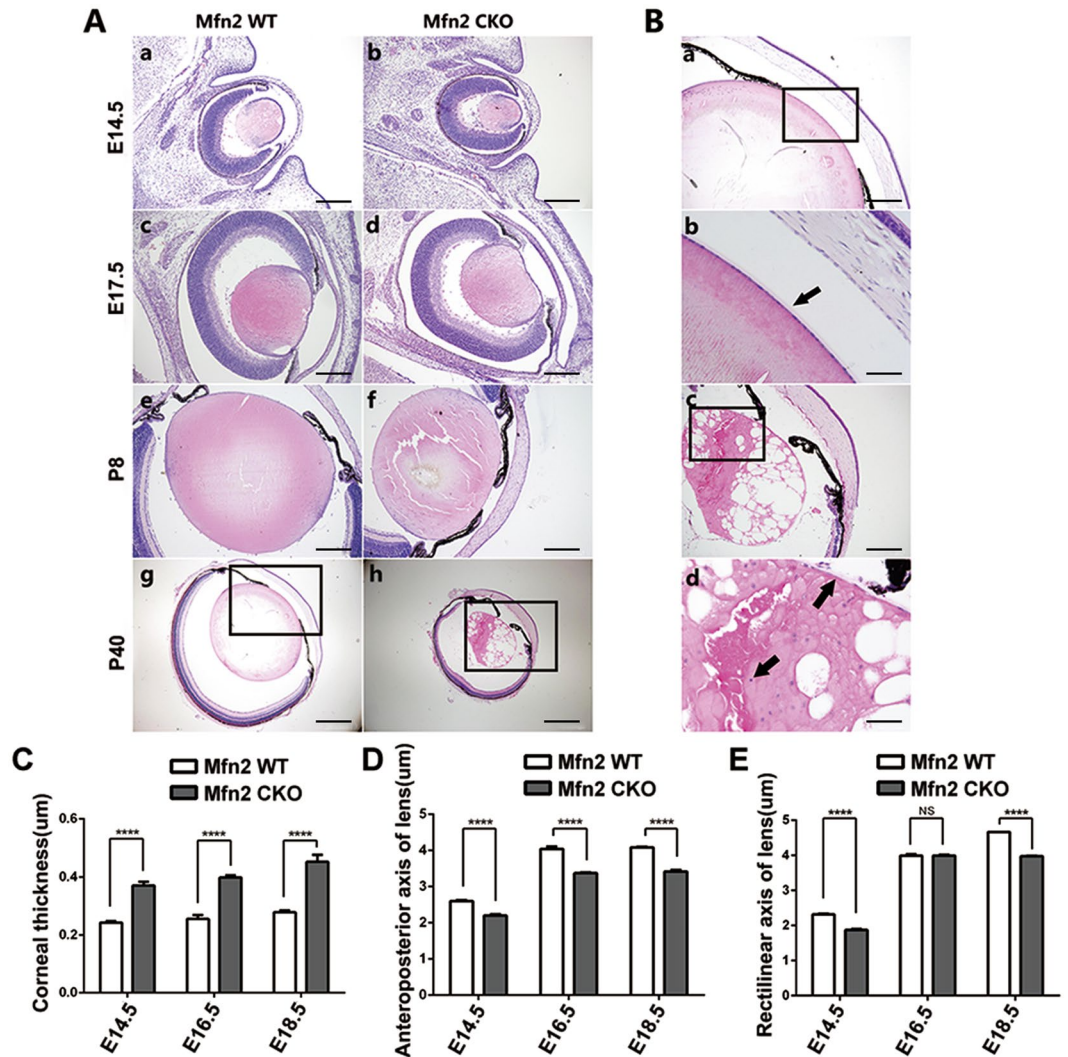 A
Mfn2 WT
Mfn2 CKO
B
a
b
a
E14.5
c
d
b
E17.5
e
f
c
P8
g
h
d
P40
C
Mfn2 WT
Mfn2 CKO
Corneal thickness(um)
0.6
0.4
0.2
0.0
****
****
****
E14.5
E16.5
E18.5
D
Mfn2 WT
Mfn2 CKO
Anteroposterior axis of lens(um)
5
4
3
2
1
0
****
****
****
E14.5
E16.5
E18.5
E
Mfn2 WT
Mfn2 CKO
Rectilinear axis of lens(um)
5
4
3
2
1
0
****
NS
****
E14.5
E16.5
E18.5